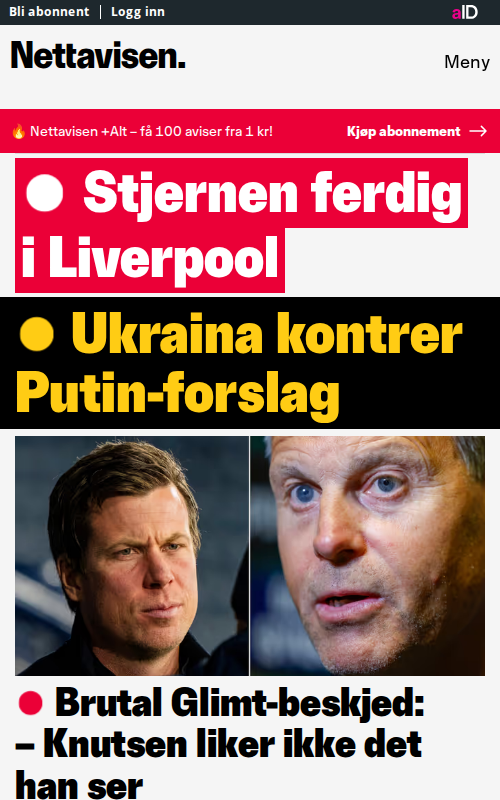 Bli abonnent | Logg inn
aID
Nettavisen.
Meny
🔥 Nettavisen +Alt – få 100 aviser fra 1 kr!
Kjøp abonnement →
Stjernen ferdig
i Liverpool
Ukraina kontrer
Putin-forslag
Brutal Glimt-beskjed:
– Knutsen liker ikke det
han ser